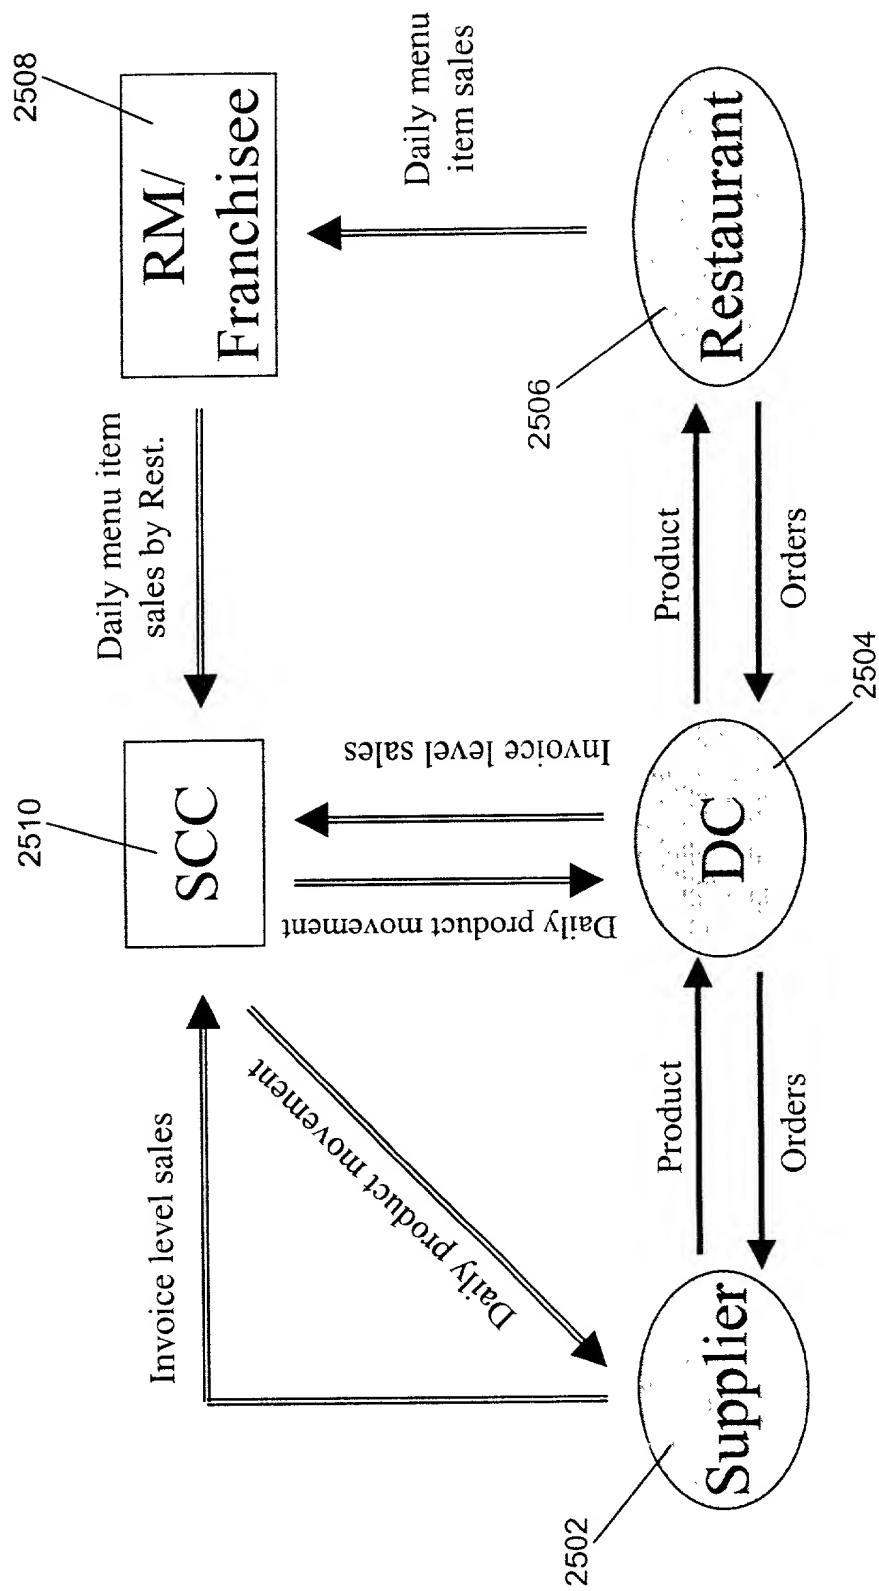 2510
2508
SCC
RM/
Franchisee
Invoice level sales
Daily menu item
sales by Rest.
Daily product movement
Daily product movement
Invoice level sales
Daily menu
item sales
2502
2506
Supplier
Product
Orders
DC
Product
Orders
Restaurant
2504